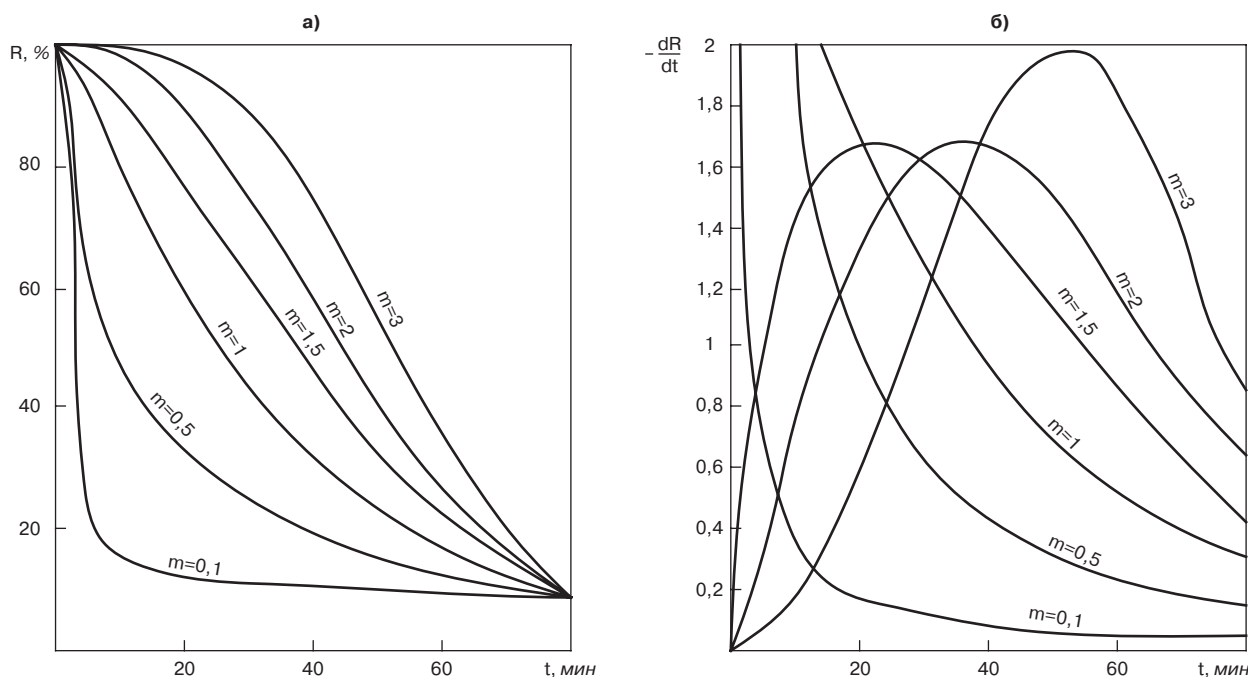 а)
R, %
80
60
40
20
m=3
m=2
m=1,5
m=1
m=0,5
m=0,1
20
40
60
t, мин
б)
- dR
dt
2
1,8
1,6
1,4
1,2
1
0,8
0,6
0,4
0,2
m=3
m=2
m=1,5
m=1
m=0,5
m=0,1
20
40
60
t, мин